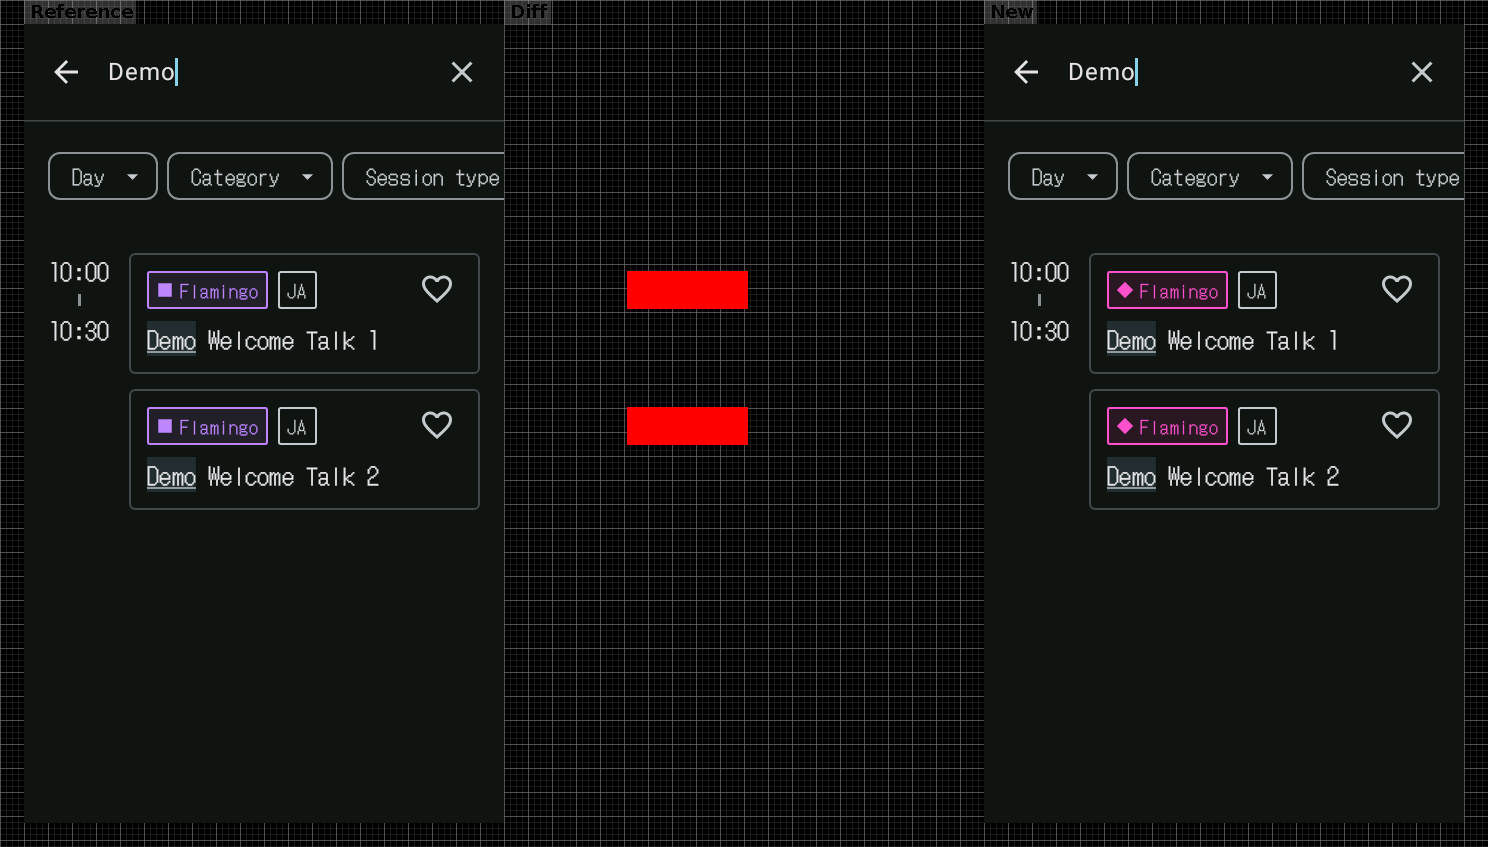 Reference
Diff
New
Demo
Day
Category
Session type
10:00
10:30
Flamingo
JA
Demo Welcome Talk 1
Flamingo
JA
Demo Welcome Talk 2
Demo
Day
Category
Session type
10:00
10:30
Flamingo
JA
Demo Welcome Talk 1
Flamingo
JA
Demo Welcome Talk 2